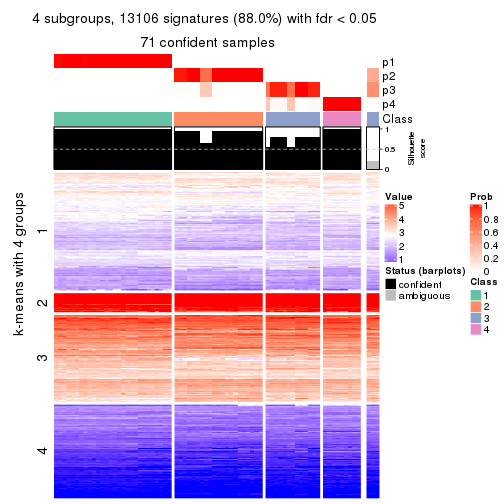 4 subgroups, 13106 signatures (88.0%) with fdr < 0.05
71 confident samples
p1
p2
p3
p4
Class
1
0.5
0
Silhouette
score
k-means with 4 groups
1
2
3
4
Value
5
4
3
2
1
Status (barplots)
confident
ambiguous
Prob
1
0.8
0.6
0.4
0.2
0
Class
1
2
3
4